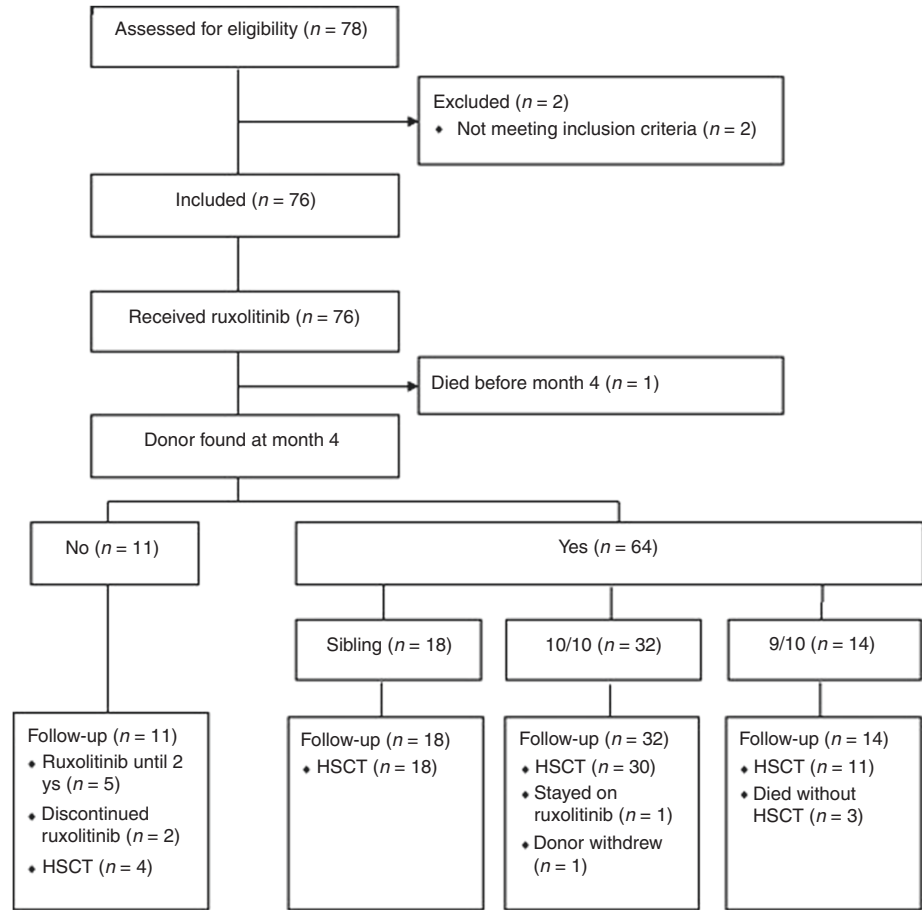 Assessed for eligibility (n = 78)
Excluded (n = 2)
♦ Not meeting inclusion criteria (n = 2)
Included (n = 76)
Received ruxolitinib (n = 76)
Died before month 4 (n = 1)
Donor found at month 4
No (n = 11)
Yes (n = 64)
Sibling (n = 18)
10/10 (n = 32)
9/10 (n = 14)
Follow-up (n = 11)
♦ Ruxolitinib until 2
ys (n = 5)
♦ Discontinued
ruxolitinib (n = 2)
♦ HSCT (n = 4)
Follow-up (n = 18)
♦ HSCT (n = 18)
Follow-up (n = 32)
♦ HSCT (n = 30)
♦ Stayed on
ruxolitinib (n = 1)
♦ Donor withdrew
(n = 1)
Follow-up (n = 14)
♦ HSCT (n = 11)
♦ Died without
HSCT (n = 3)